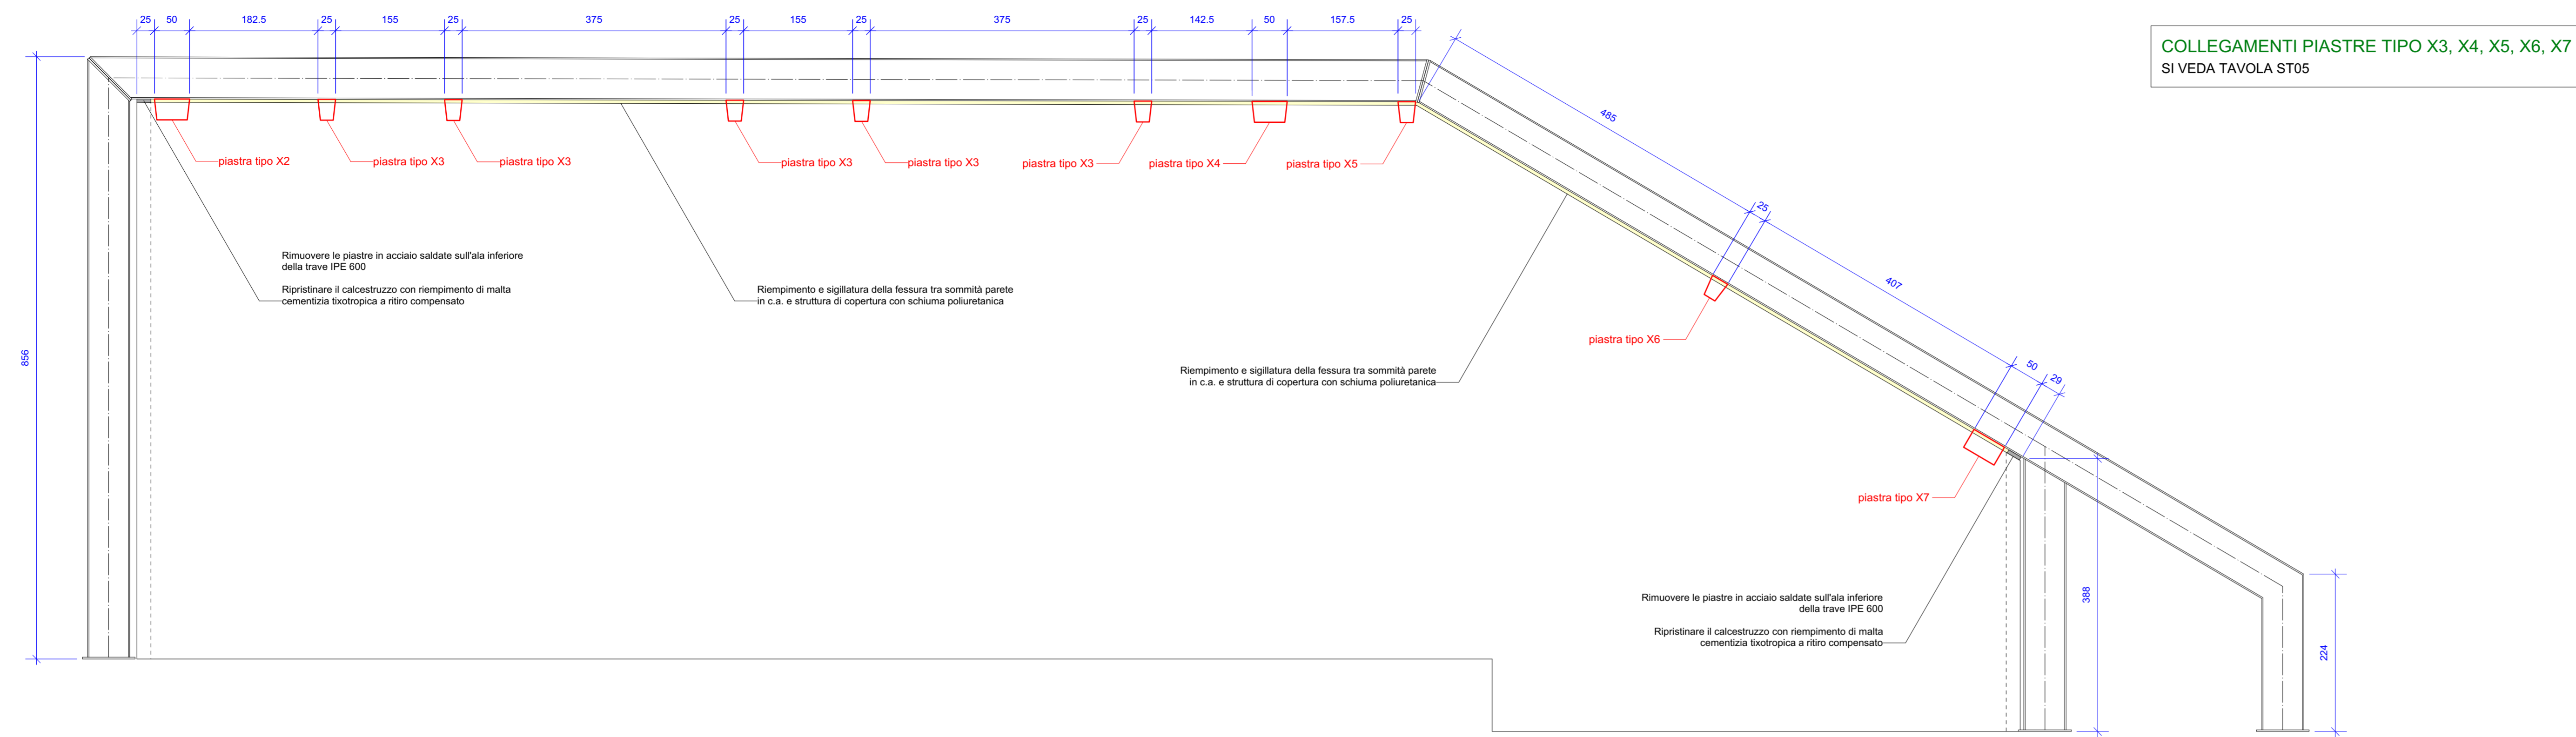 25 50 182.5 25 155 25 375 25 155 25 375 25 142.5 50 157.5 25
COLLEGAMENTI PIASTRE TIPO X3, X4, X5, X6, X7
SI VEDA TAVOLA ST05
485
piastra tipo X2
piastra tipo X3
piastra tipo X3
piastra tipo X3
piastra tipo X3
piastra tipo X3
piastra tipo X4
piastra tipo X5
25
Rimuovere le piastre in acciaio saldate sull'ala inferiore
della trave IPE 600
Ripristinare il calcestruzzo con riempimento di malta
cementizia tixotropica a ritiro compensato
Riempimento e sigillatura della fessura tra sommità parete
in c.a. e struttura di copertura con schiuma poliuretanica
407
piastra tipo X6
856
Riempimento e sigillatura della fessura tra sommità parete
in c.a. e struttura di copertura con schiuma poliuretanica
50
29
piastra tipo X7
Rimuovere le piastre in acciaio saldate sull'ala inferiore
della trave IPE 600
Ripristinare il calcestruzzo con riempimento di malta
cementizia tixotropica a ritiro compensato
388
224